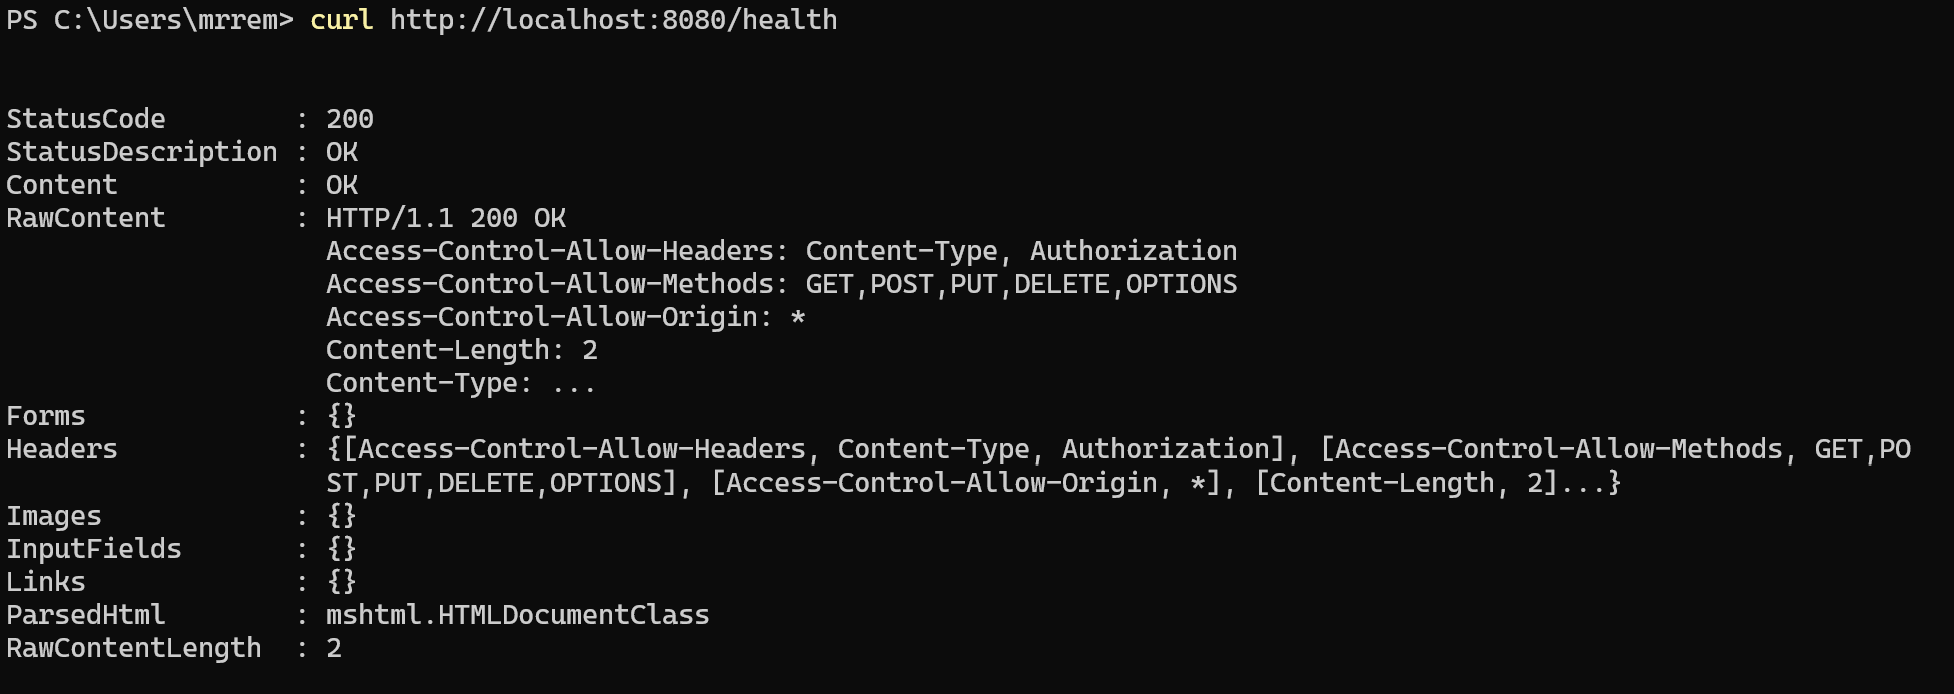 PS C:\Users\mrrem> curl http://localhost:8080/health
StatusCode        : 200
StatusDescription : OK
Content           : OK
RawContent        : HTTP/1.1 200 OK
                    Access-Control-Allow-Headers: Content-Type, Authorization
                    Access-Control-Allow-Methods: GET,POST,PUT,DELETE,OPTIONS
                    Access-Control-Allow-Origin: *
                    Content-Length: 2
                    Content-Type: ...
Forms             : {}
Headers           : {[Access-Control-Allow-Headers, Content-Type, Authorization], [Access-Control-Allow-Methods, GET,PO
                    ST,PUT,DELETE,OPTIONS], [Access-Control-Allow-Origin, *], [Content-Length, 2]...}
Images            : {}
InputFields       : {}
Links             : {}
ParsedHtml        : mshtml.HTMLDocumentClass
RawContentLength  : 2